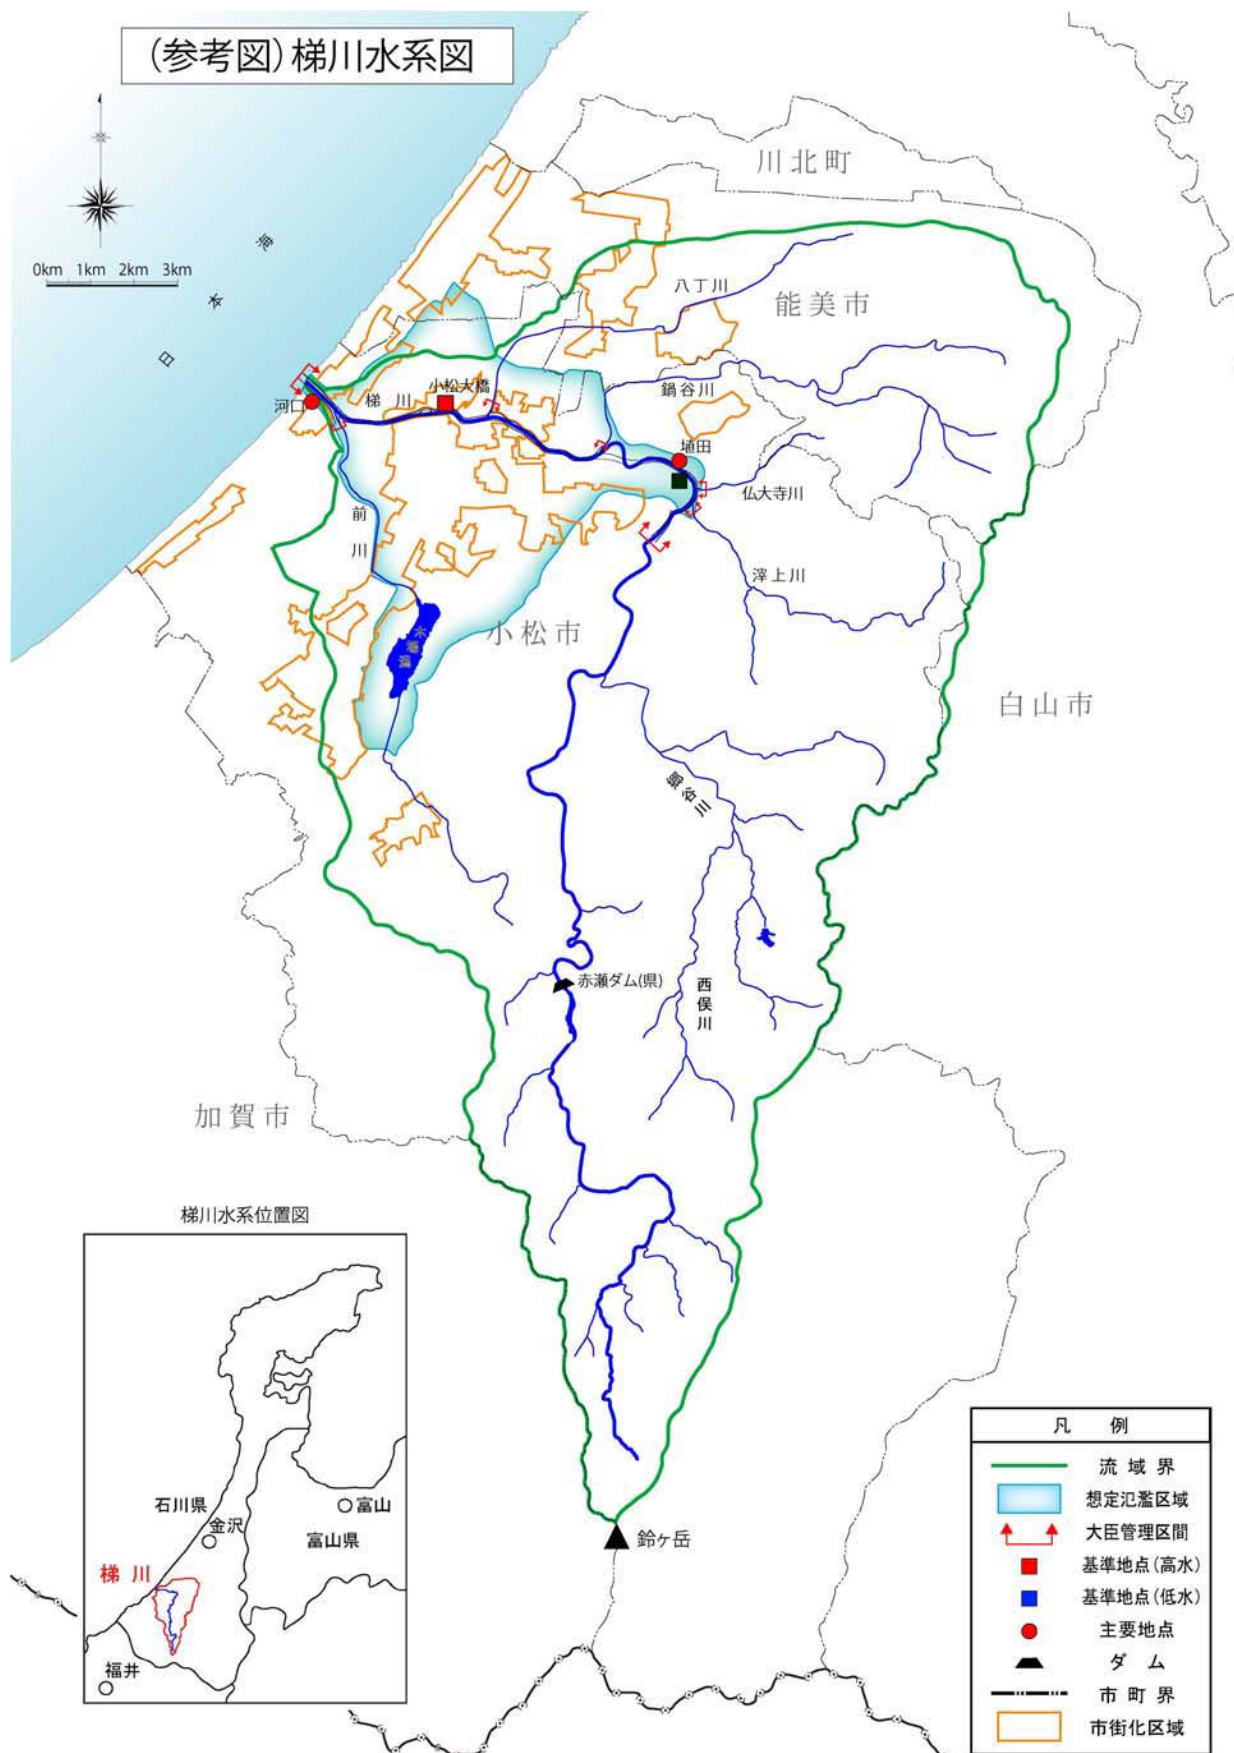 (参考図)梯川水系図
川北町
日本海
0km 1km 2km 3km
八丁川
能美市
小松大橋
梯川
河口
鍋谷川
埴田
仏大寺川
前川
滓上川
木場潟
小松市
白山市
郷谷川
赤瀬ダム(県)
西俣川
加賀市
梯川水系位置図
石川県
金沢
富山
富山県
梯川
福井
鈴ヶ岳
凡例
流域界
想定氾濫区域
大臣管理区間
基準地点(高水)
基準地点(低水)
主要地点
ダム
市町界
市街化区域